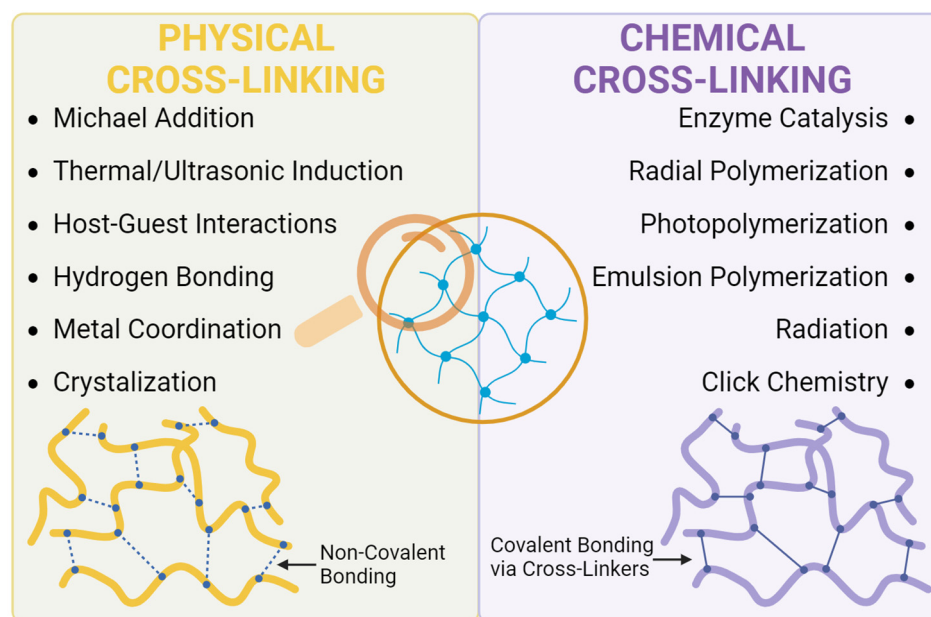 PHYSICAL
CROSS-LINKING
• Michael Addition
• Thermal/Ultrasonic Induction
• Host-Guest Interactions
• Hydrogen Bonding
• Metal Coordination
• Crystalization
Non-Covalent
Bonding
CHEMICAL
CROSS-LINKING
Enzyme Catalysis •
Radial Polymerization •
Photopolymerization •
Emulsion Polymerization •
Radiation •
Click Chemistry •
Covalent Bonding
via Cross-Linkers